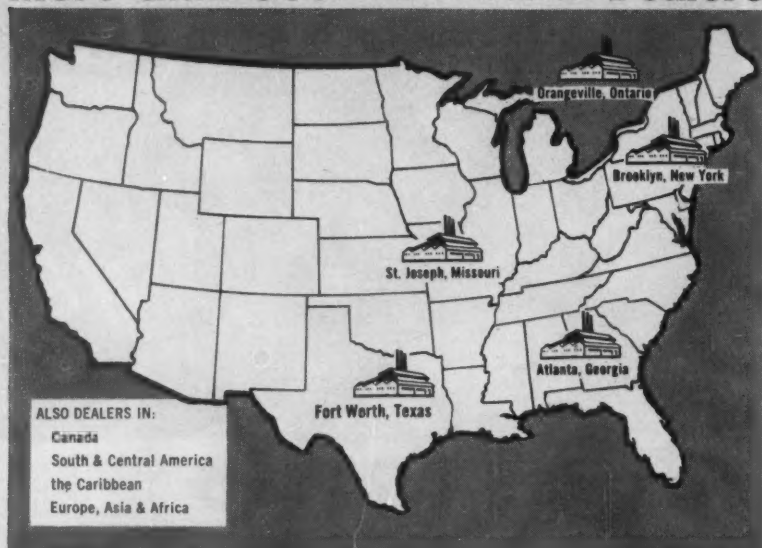 Orangeville, Ontario
Brooklyn, New York
St. Joseph, Missouri
Atlanta, Georgia
Fort Worth, Texas
ALSO DEALERS IN:
Canada
South & Central America
the Caribbean
Europe, Asia & Africa